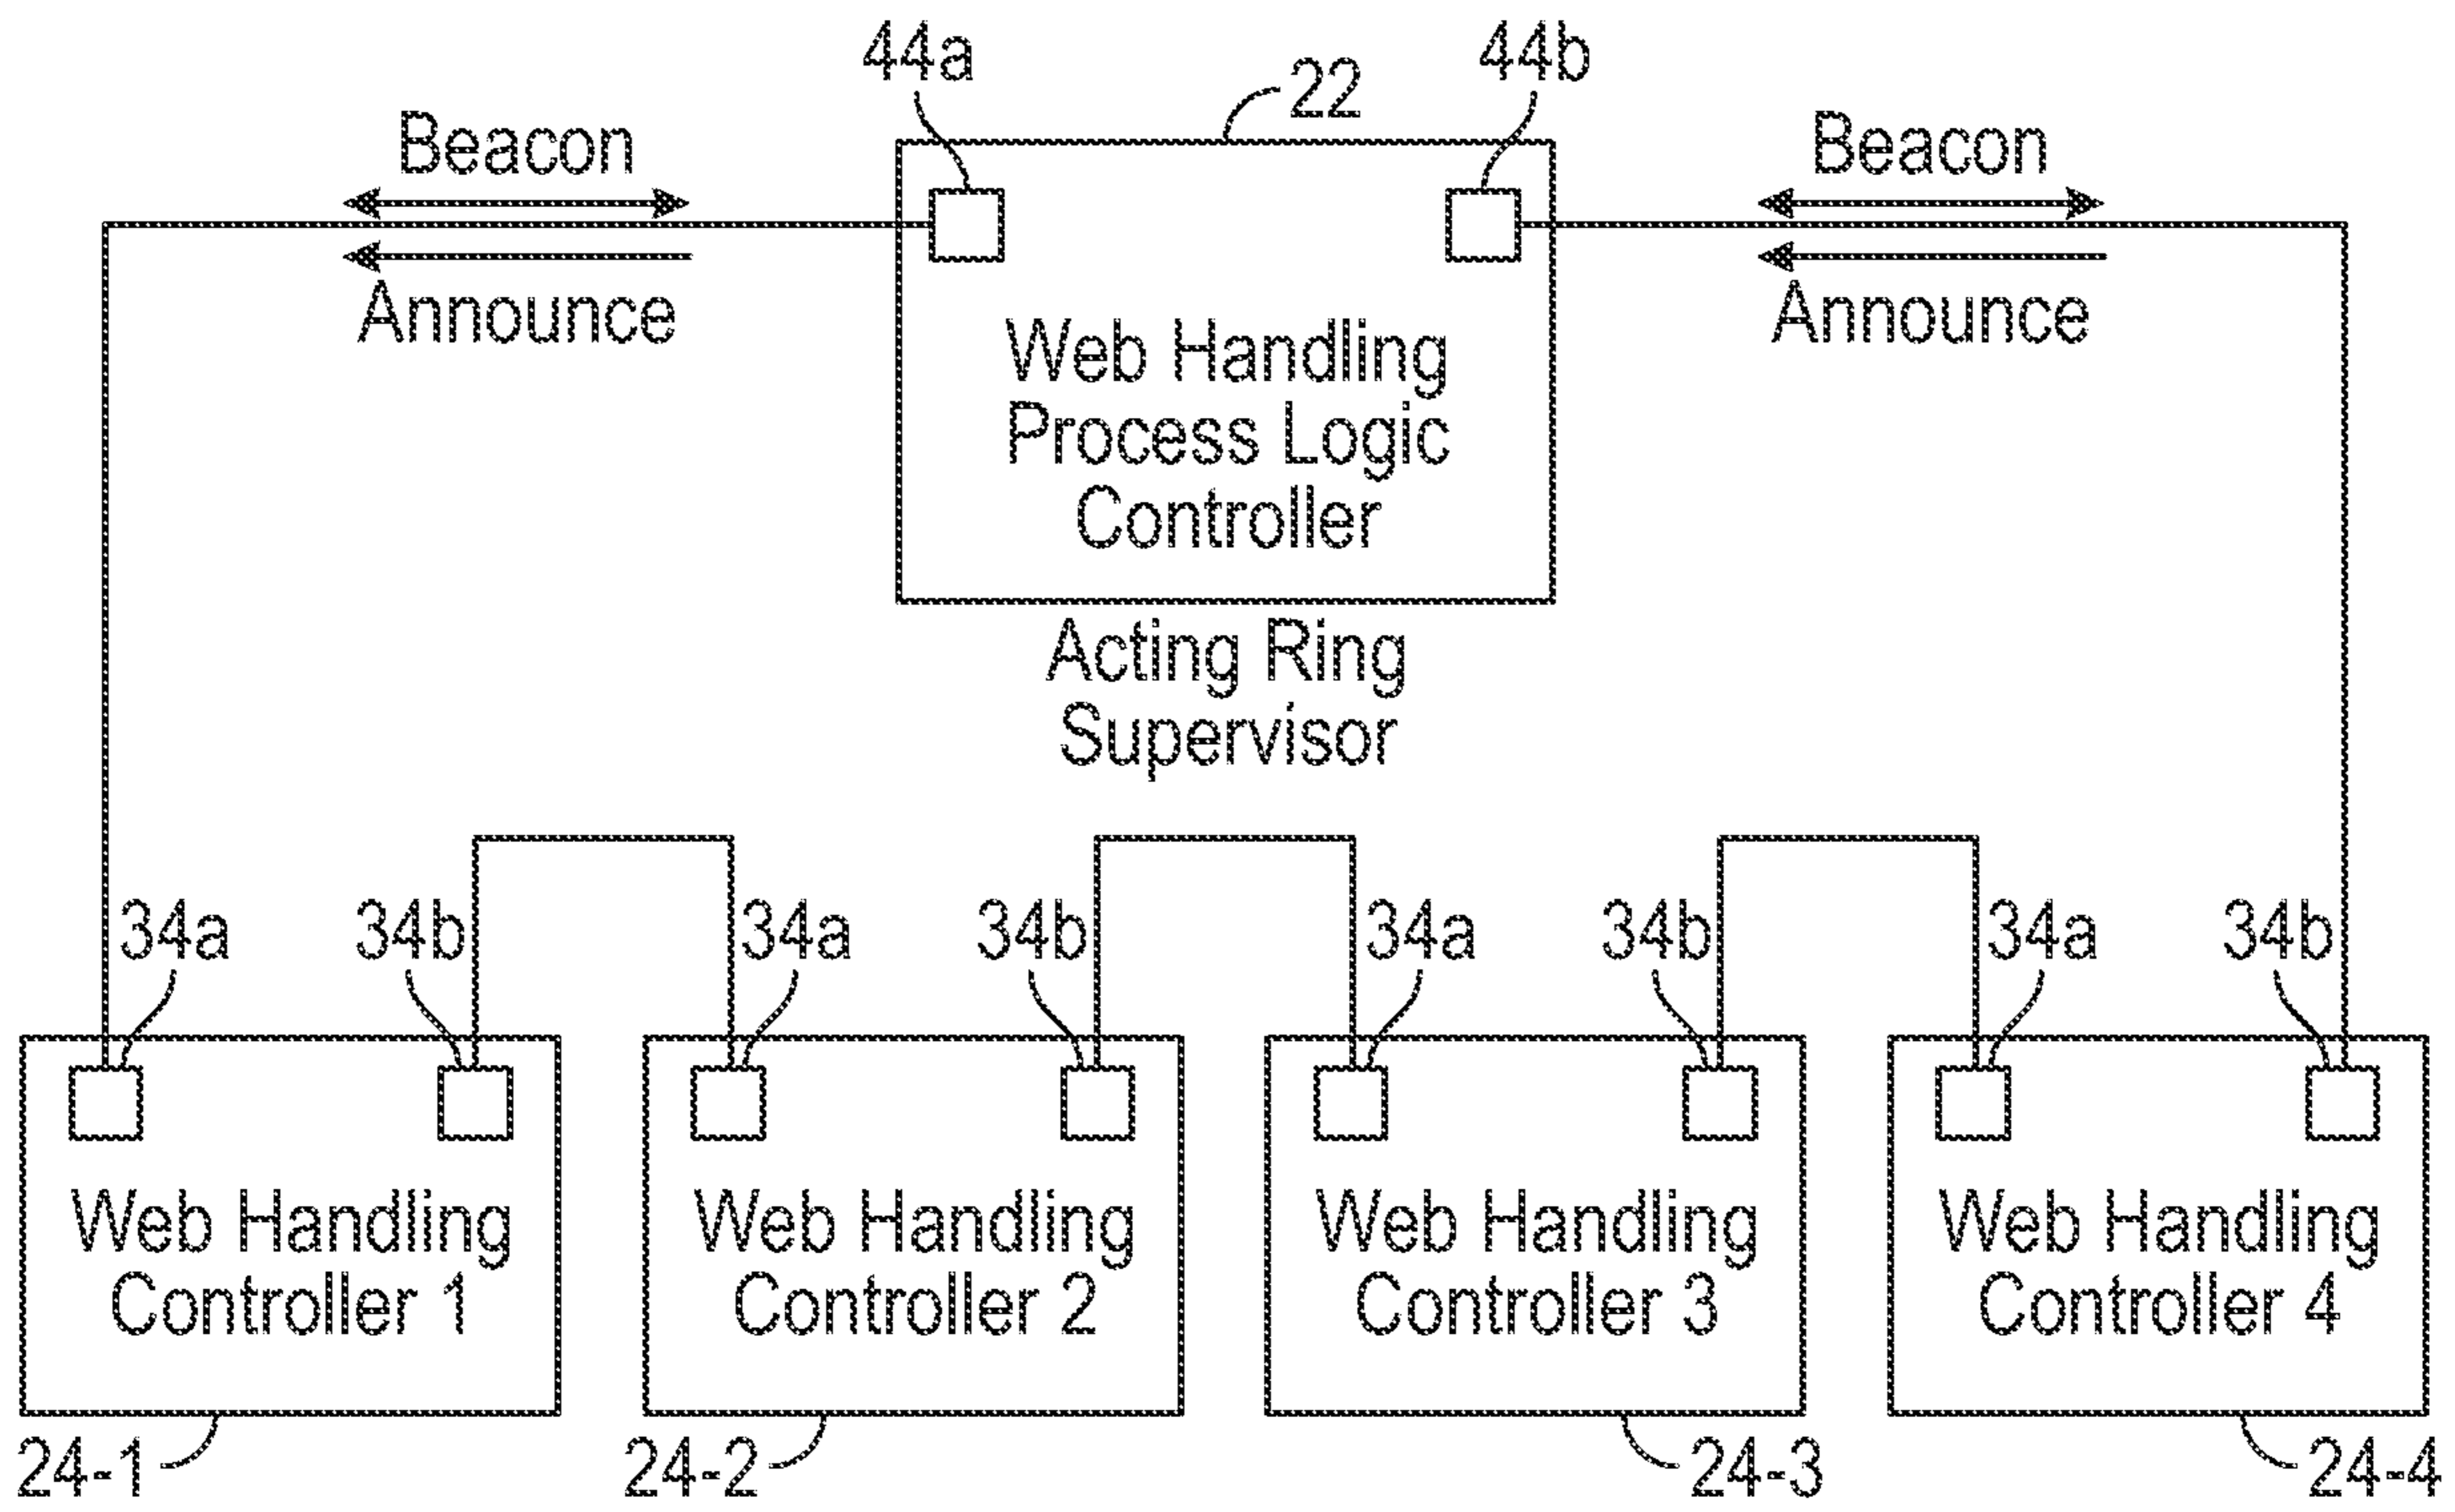 44a
22
44b
Beacon
Beacon
Announce
Announce
Web Handling
Process Logic
Controller
Acting Ring
Supervisor
34a
34b
34a
34b
34a
34b
34a
34b
Web Handling
Controller 1
Web Handling
Controller 2
Web Handling
Controller 3
Web Handling
Controller 4
24-1
24-2
24-3
24-4